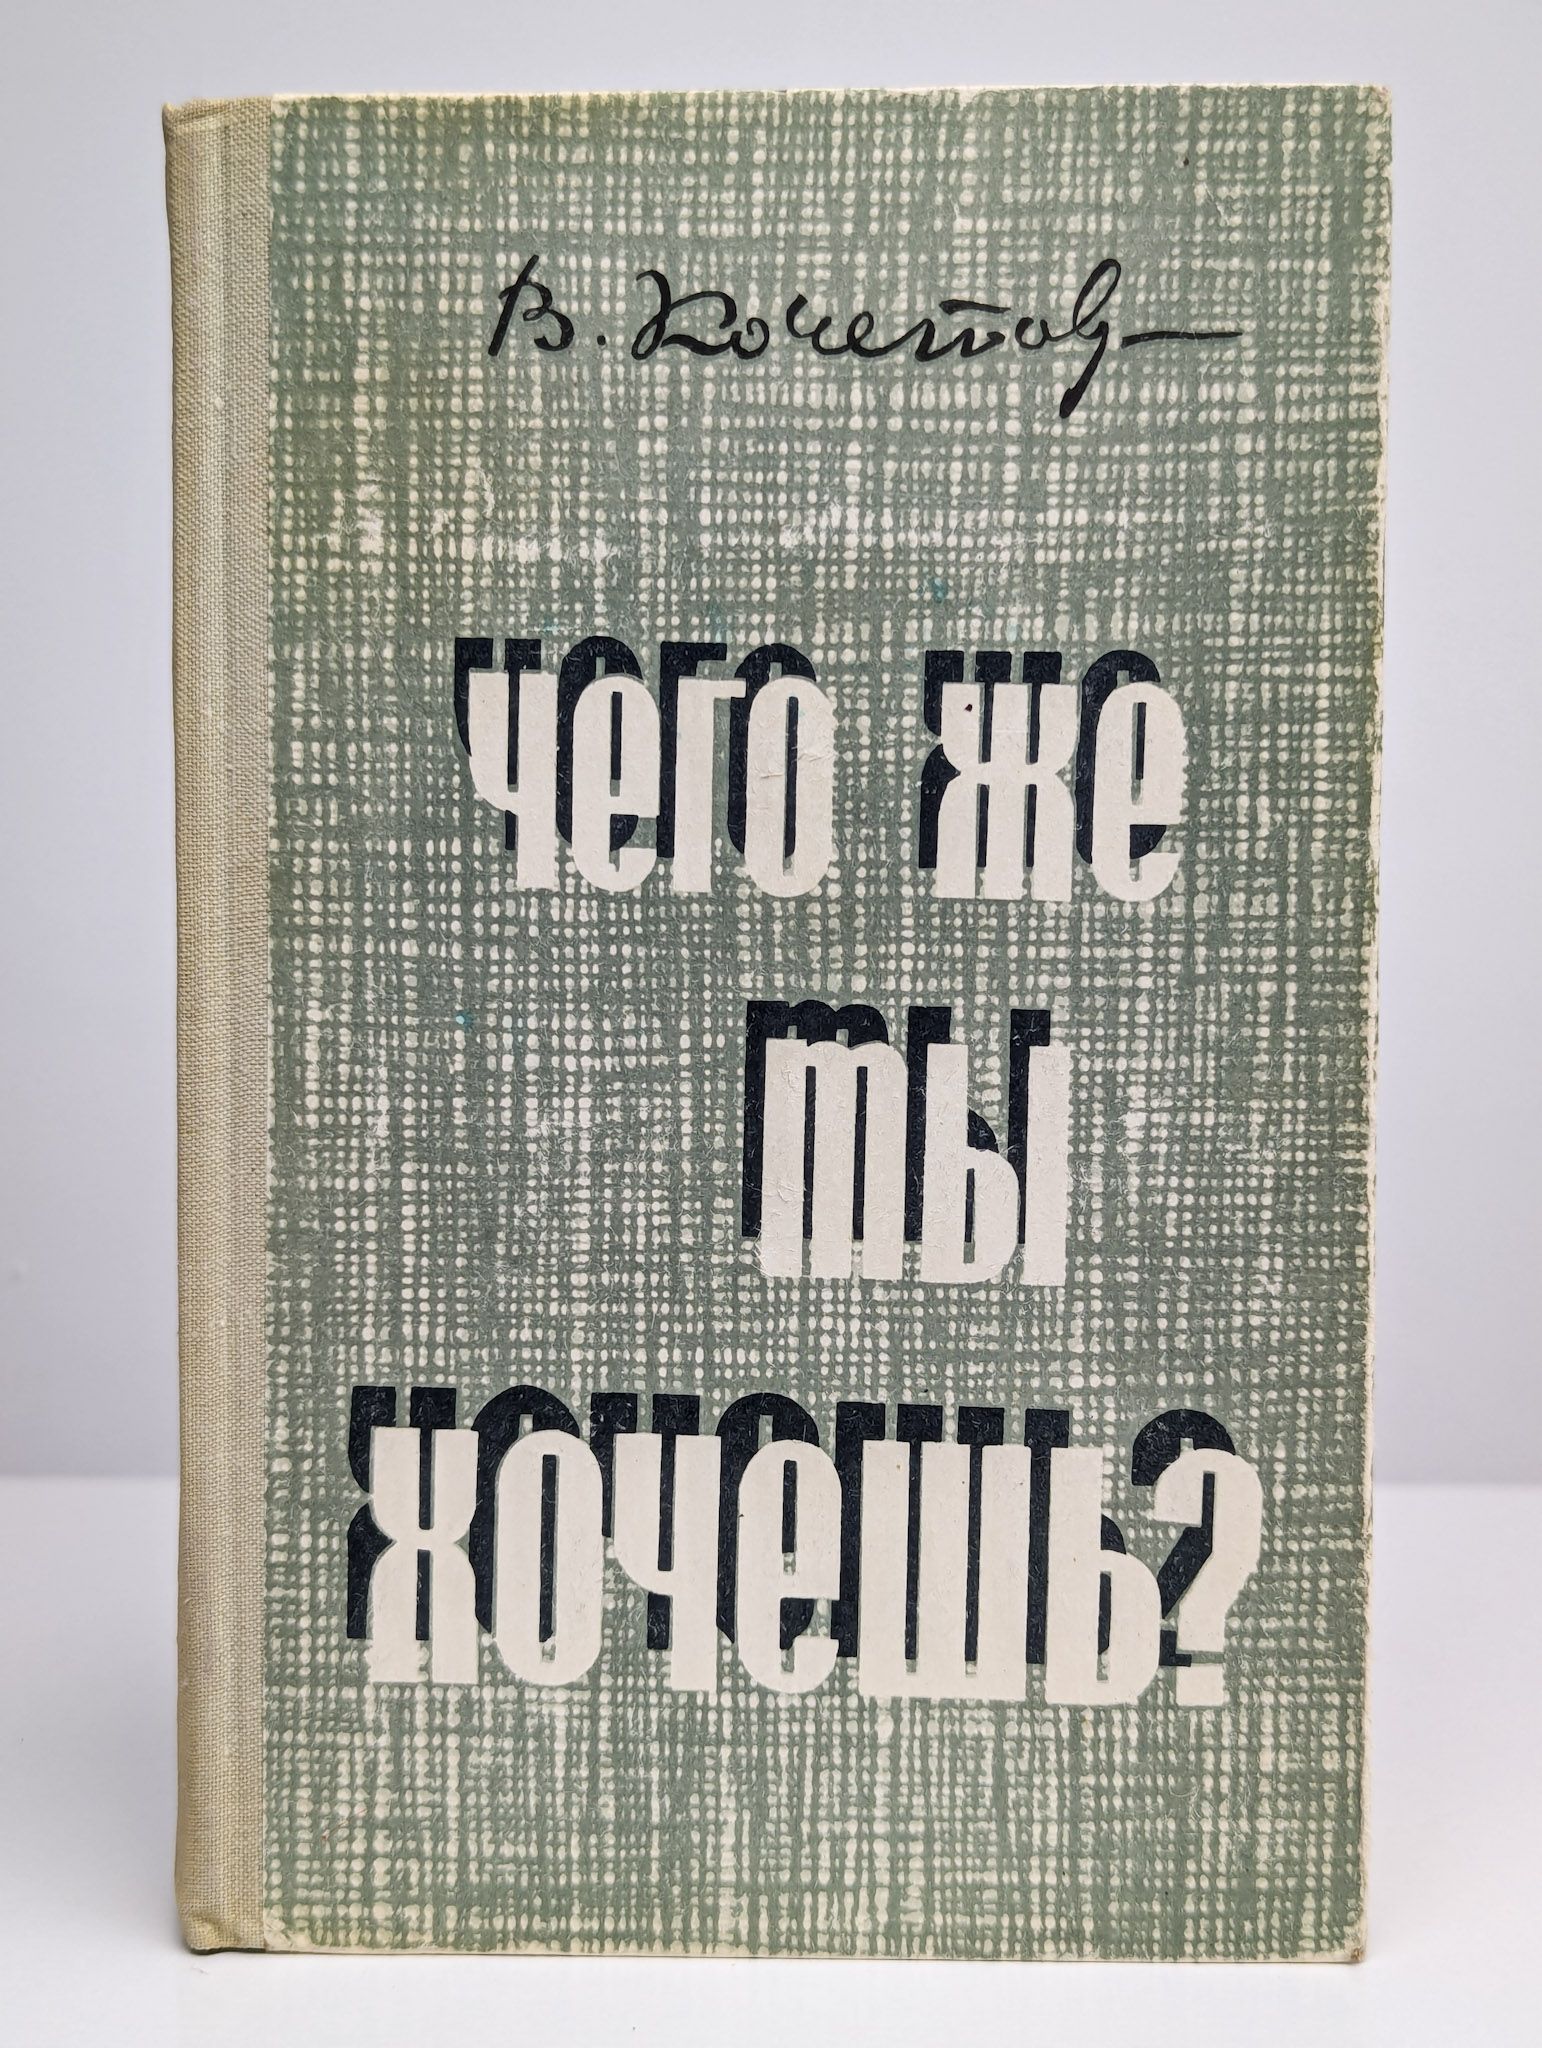 В. Кочетов
чего же
ты
хочешь?